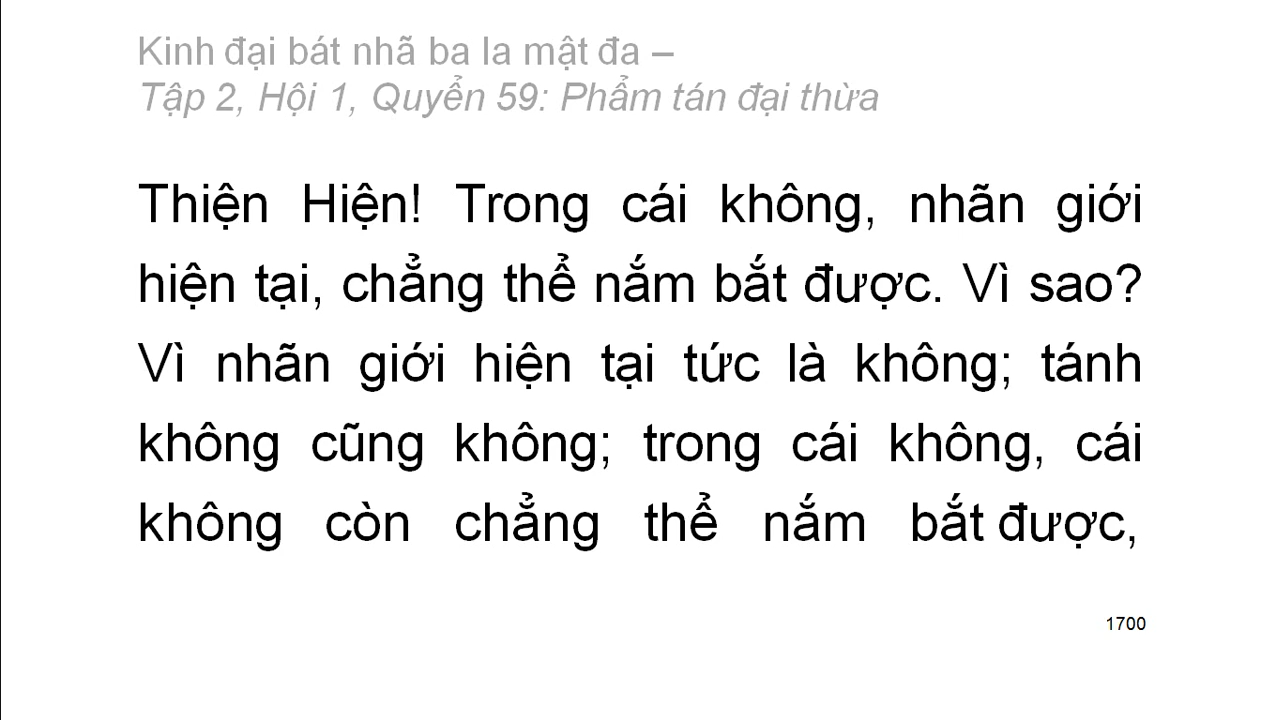 Kinh đại bát nhã ba la mật đa –
Tập 2, Hội 1, Quyển 59: Phẩm tán đại thừa
Thiện Hiện! Trong cái không, nhãn giới
hiện tại, chẳng thể nắm bắt được. Vì sao?
Vì nhãn giới hiện tại tức là không; tánh
không cũng không; trong cái không, cái
không còn chẳng thể nắm bắt được,
1700